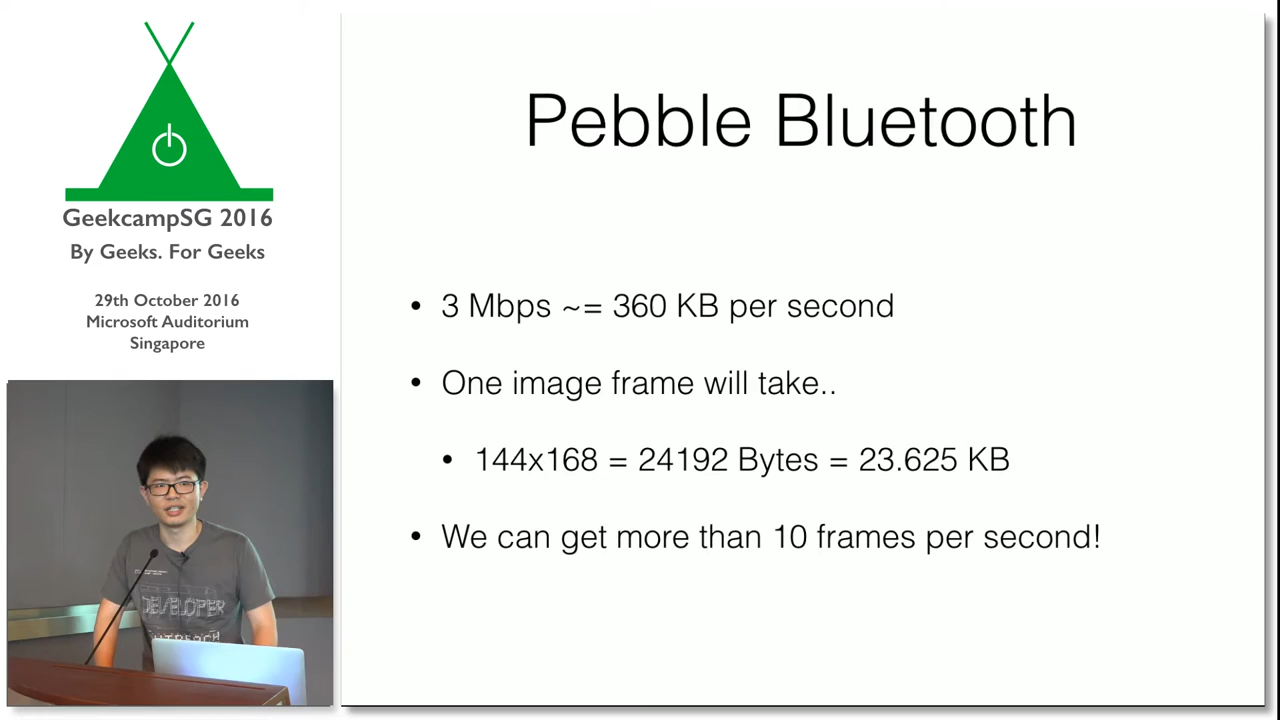 GeekcampSG 2016
By Geeks. For Geeks
29th October 2016
Microsoft Auditorium
Singapore
DEVELOPER
Pebble Bluetooth
• 3 Mbps ~= 360 KB per second
• One image frame will take..
• 144x168 = 24192 Bytes = 23.625 KB
• We can get more than 10 frames per second!